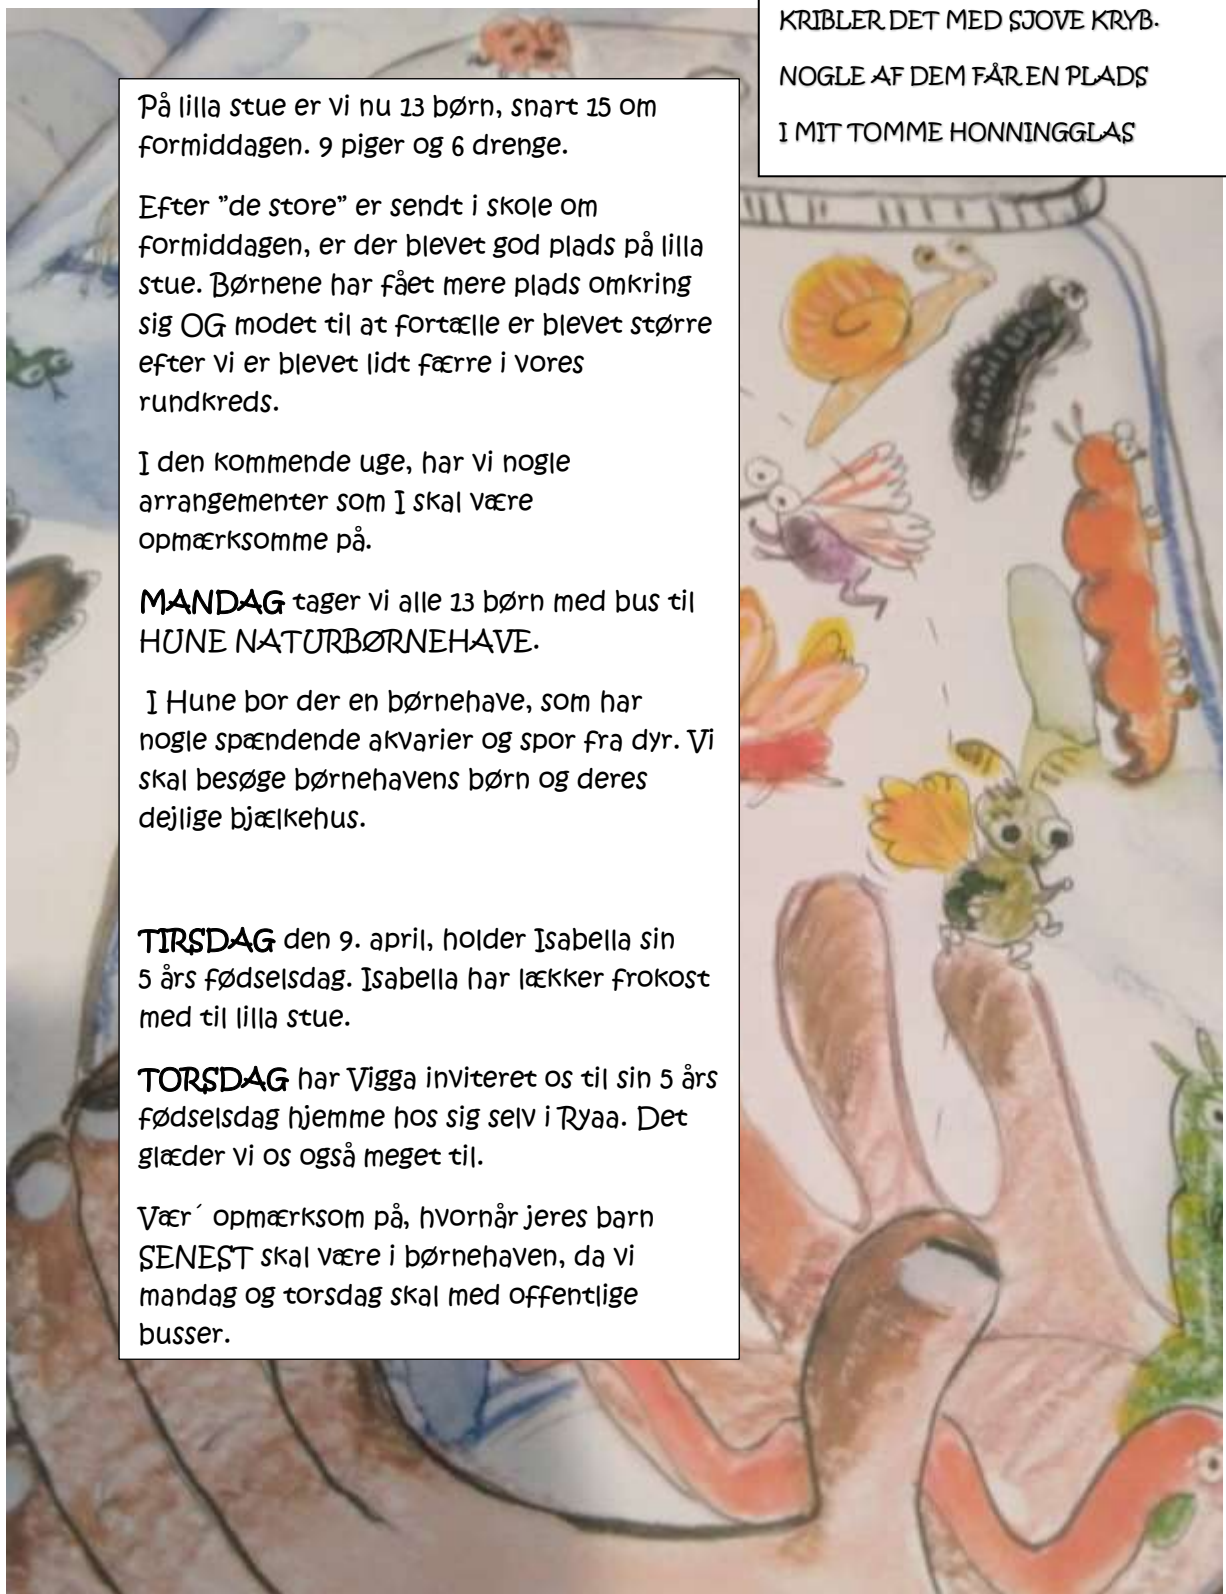 KRIBLER DET MED SJOVE KRYB.
NOGLE AF DEM FÅR EN PLADS
I MIT TOMME HONNINGGLAS
På lilla stue er vi nu 13 børn, snart 15 om
formiddagen. 9 piger og 6 drenge.
Efter ”de store” er sendt i skole om
formiddagen, er der blevet god plads på lilla
stue. Børnene har fået mere plads omkring
sig OG modet til at fortælle er blevet større
efter vi er blevet lidt færre i vores
rundkreds.
I den kommende uge, har vi nogle
arrangementer som I skal være
opmærksomme på.
MANDAG tager vi alle 13 børn med bus til
HUNE NATURBØRNEHAVE.
I Hune bor der en børnehave, som har
nogle spændende akvarier og spor fra dyr. Vi
skal besøge børnehavens børn og deres
dejlige bjælkehus.
TIRSDAG den 9. april, holder Isabella sin
5 års fødselsdag. Isabella har lækker frokost
med til lilla stue.
TORSDAG har Vigga inviteret os til sin 5 års
fødselsdag hjemme hos sig selv i Ryaa. Det
glæder vi os også meget til.
Vær´ opmærksom på, hvornår jeres barn
SENEST skal være i børnehaven, da vi
mandag og torsdag skal med offentlige
busser.